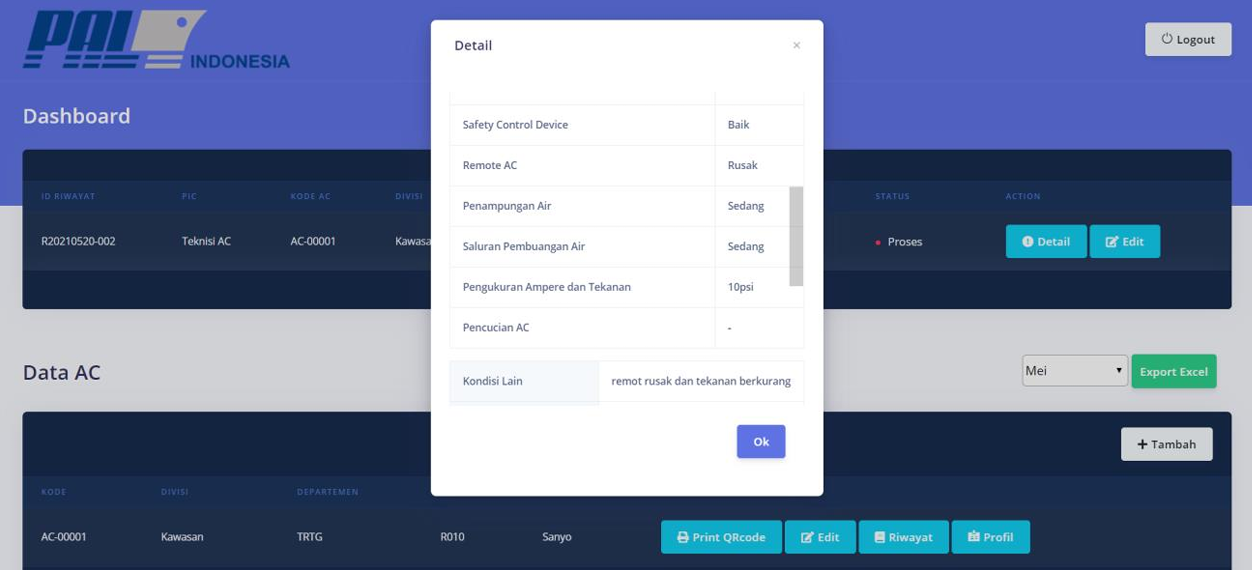 PAL INDONESIA
Logout
Dashboard
ID RIWAYAT PIC KODE AC DIVISI STATUS ACTION
R20210520-002 Teknisi AC AC-00001 Kawasa Proses Detail Edit
Detail ×
Safety Control Device Baik
Remote AC Rusak
Penampungan Air Sedang
Saluran Pembuangan Air Sedang
Pengukuran Ampere dan Tekanan 10psi
Pencucian AC -
Kondisi Lain remot rusak dan tekanan berkurang
Ok
Data AC Mei Export Excel
Tambah
KODE DIVISI DEPARTEMEN
AC-00001 Kawasan TRTG R010 Sanyo Print QRcode Edit Riwayat Profil